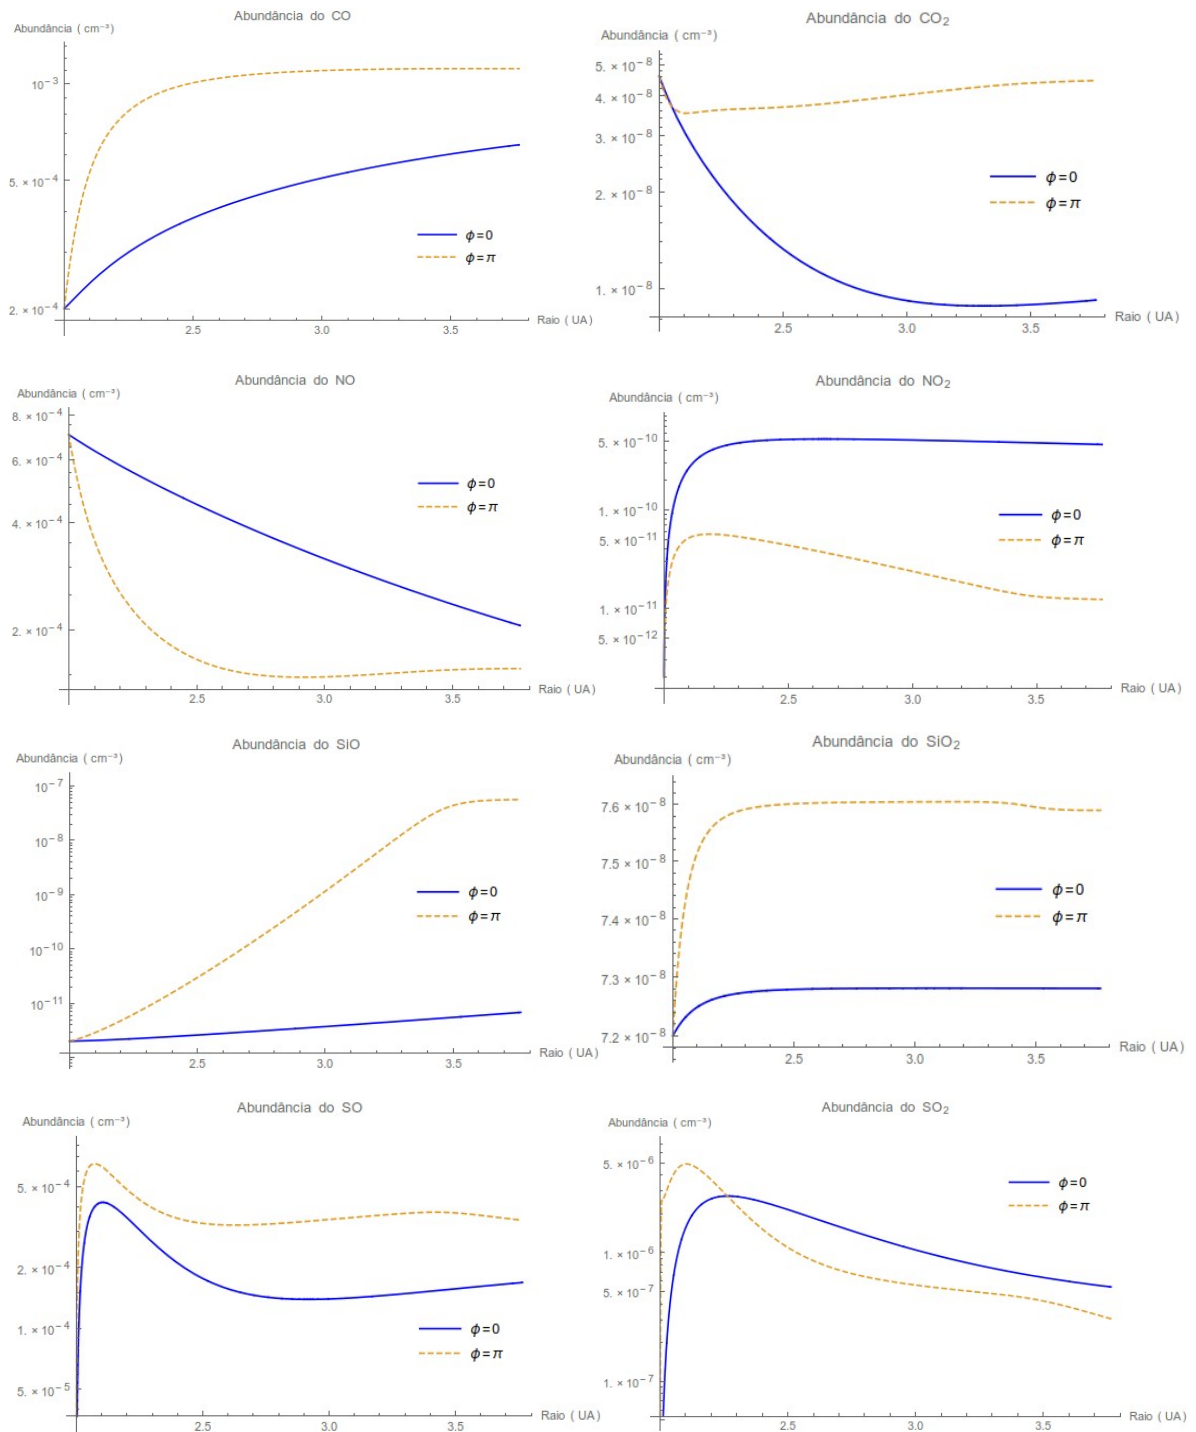 Abundância do CO
Abundância ( cm⁻³)
10⁻³
5. × 10⁻⁴
2. × 10⁻⁴
2.5 3.0 3.5
Raio ( UA)
ϕ=0
ϕ=π
Abundância do CO₂
Abundância ( cm⁻³)
5. × 10⁻⁸
4. × 10⁻⁸
3. × 10⁻⁸
2. × 10⁻⁸
1. × 10⁻⁸
2.5 3.0 3.5
Raio ( UA)
ϕ=0
ϕ=π
Abundância do NO
Abundância ( cm⁻³)
8. × 10⁻⁴
6. × 10⁻⁴
4. × 10⁻⁴
2. × 10⁻⁴
2.5 3.0 3.5
Raio ( UA)
ϕ=0
ϕ=π
Abundância do NO₂
Abundância ( cm⁻³)
5. × 10⁻¹⁰
1. × 10⁻¹⁰
5. × 10⁻¹¹
1. × 10⁻¹¹
5. × 10⁻¹²
2.5 3.0 3.5
Raio ( UA)
ϕ=0
ϕ=π
Abundância do SiO
Abundância ( cm⁻³)
10⁻⁷
10⁻⁸
10⁻⁹
10⁻¹⁰
10⁻¹¹
2.5 3.0 3.5
Raio ( UA)
ϕ=0
ϕ=π
Abundância do SiO₂
Abundância ( cm⁻³)
7.6 × 10⁻⁸
7.5 × 10⁻⁸
7.4 × 10⁻⁸
7.3 × 10⁻⁸
7.2 × 10⁻⁸
2.5 3.0 3.5
Raio ( UA)
ϕ=0
ϕ=π
Abundância do SO
Abundância ( cm⁻³)
5. × 10⁻⁴
2. × 10⁻⁴
1. × 10⁻⁴
5. × 10⁻⁵
2.5 3.0 3.5
Raio ( UA)
ϕ=0
ϕ=π
Abundância do SO₂
Abundância ( cm⁻³)
5. × 10⁻⁶
1. × 10⁻⁶
5. × 10⁻⁷
1. × 10⁻⁷
2.5 3.0 3.5
Raio ( UA)
ϕ=0
ϕ=π